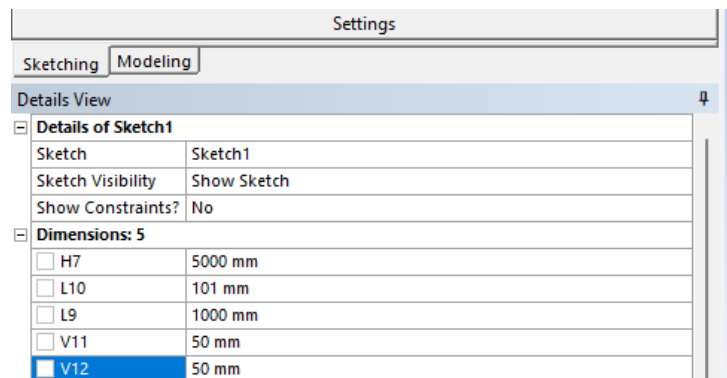 Settings
Sketching Modeling
Details View
Details of Sketch1
Sketch Sketch1
Sketch Visibility Show Sketch
Show Constraints? No
Dimensions: 5
H7 5000 mm
L10 101 mm
L9 1000 mm
V11 50 mm
V12 50 mm